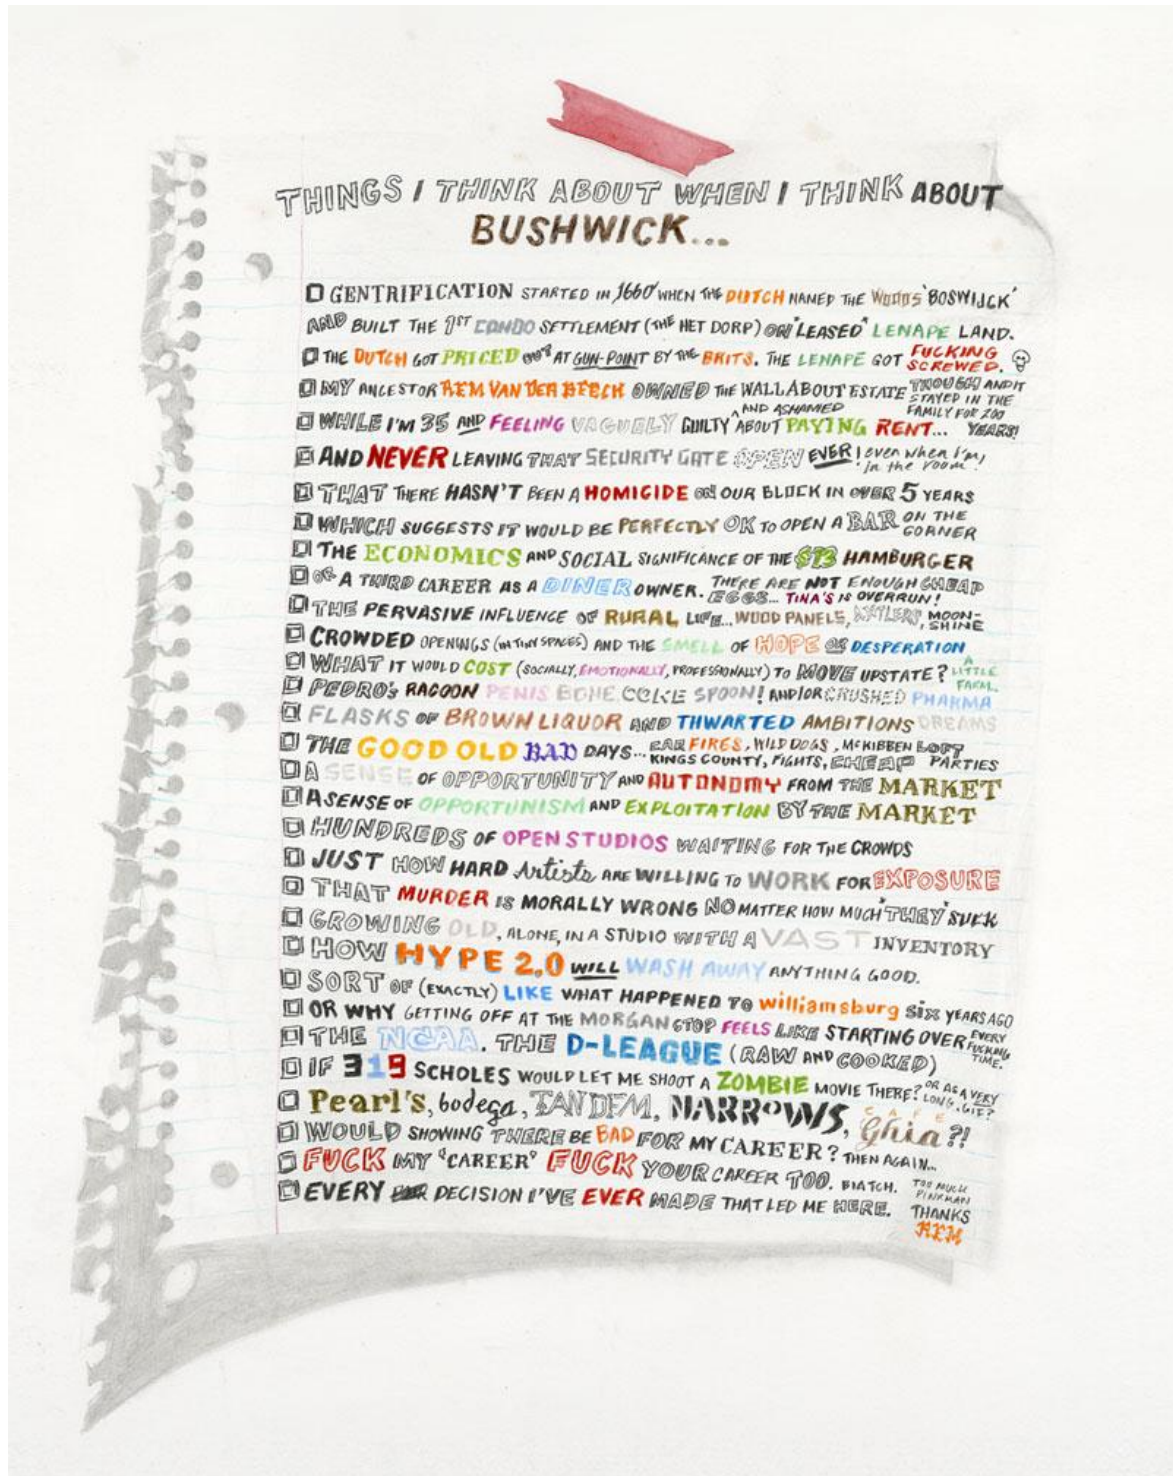 THINGS I THINK ABOUT WHEN I THINK ABOUT
BUSHWICK...
GENTRIFICATION STARTED IN 1660 WHEN THE DUTCH NAMED THE WOODS 'BOSWIJCK'
AND BUILT THE 1ST CONDO SETTLEMENT (THE HET DORP) ON "LEASED" LENAPE LAND.
THE DUTCH GOT PRICED OUT AT GUN-POINT BY THE BRITS. THE LENAPE GOT FUCKING SCREWED.
MY ANCESTOR REM VAN DER BEECK OWNED THE WALLABOUT ESTATE THOUGH AND IT STAYED IN THE FAMILY FOR 200 YEARS!
WHILE I'M 35 AND FEELING VAGUELY GUILTY ^AND ASHAMED ABOUT PAYING RENT...
AND NEVER LEAVING THAT SECURITY GATE OPEN EVER! even when I'm in the room!
THAT THERE HASN'T BEEN A HOMICIDE ON OUR BLOCK IN OVER 5 YEARS
WHICH SUGGESTS IT WOULD BE PERFECTLY OK TO OPEN A BAR ON THE CORNER
THE ECONOMICS AND SOCIAL SIGNIFICANCE OF THE $13 HAMBURGER
OF A THIRD CAREER AS A DINER OWNER. THERE ARE NOT ENOUGH CHEAP EGGS... TINA'S IS OVERRUN!
THE PERVASIVE INFLUENCE OF RURAL LIFE... WOOD PANELS, ANTLERS, MOON-SHINE
CROWDED OPENINGS (IN TINY SPACES) AND THE SMELL OF HOPE OR DESPERATION
WHAT IT WOULD COST (SOCIALLY, EMOTIONALLY, PROFESSIONALLY) TO MOVE UPSTATE? A LITTLE FARM.
PEDRO'S RACOON PENIS BONE COKE SPOON! AND/OR CRUSHED PHARMA
FLASKS OF BROWN LIQUOR AND THWARTED AMBITIONS DREAMS
THE GOOD OLD BAD DAYS... CAR FIRES, WILD DOGS, MCKIBBEN LOFT KINGS COUNTY, FIGHTS, CHEAP PARTIES
A SENSE OF OPPORTUNITY AND AUTONOMY FROM THE MARKET
A SENSE OF OPPORTUNISM AND EXPLOITATION BY THE MARKET
HUNDREDS OF OPEN STUDIOS WAITING FOR THE CROWDS
JUST HOW HARD Artists ARE WILLING TO WORK FOR EXPOSURE
THAT MURDER IS MORALLY WRONG NO MATTER HOW MUCH "THEY" SUCK
GROWING OLD, ALONE, IN A STUDIO WITH A VAST INVENTORY
HOW HYPE 2.0 WILL WASH AWAY ANYTHING GOOD.
SORT OF (EXACTLY) LIKE WHAT HAPPENED TO williamsburg SIX YEARS AGO
OR WHY GETTING OFF AT THE MORGAN STOP FEELS LIKE STARTING OVER EVERY FUCKING TIME.
THE NCAA. THE D-LEAGUE (RAW AND COOKED)
IF 319 SCHOLES WOULD LET ME SHOOT A ZOMBIE MOVIE THERE? OR AS A VERY LONG .GIF?
Pearl's, bodega, TANDEM, NARROWS, CAFE Ghia?!
WOULD SHOWING THERE BE BAD FOR MY CAREER? THEN AGAIN...
FUCK MY "CAREER" FUCK YOUR CAREER TOO. BIATCH. TOO MUCH PINKMAN
EVERY DECISION I'VE EVER MADE THAT LED ME HERE. THANKS
REM